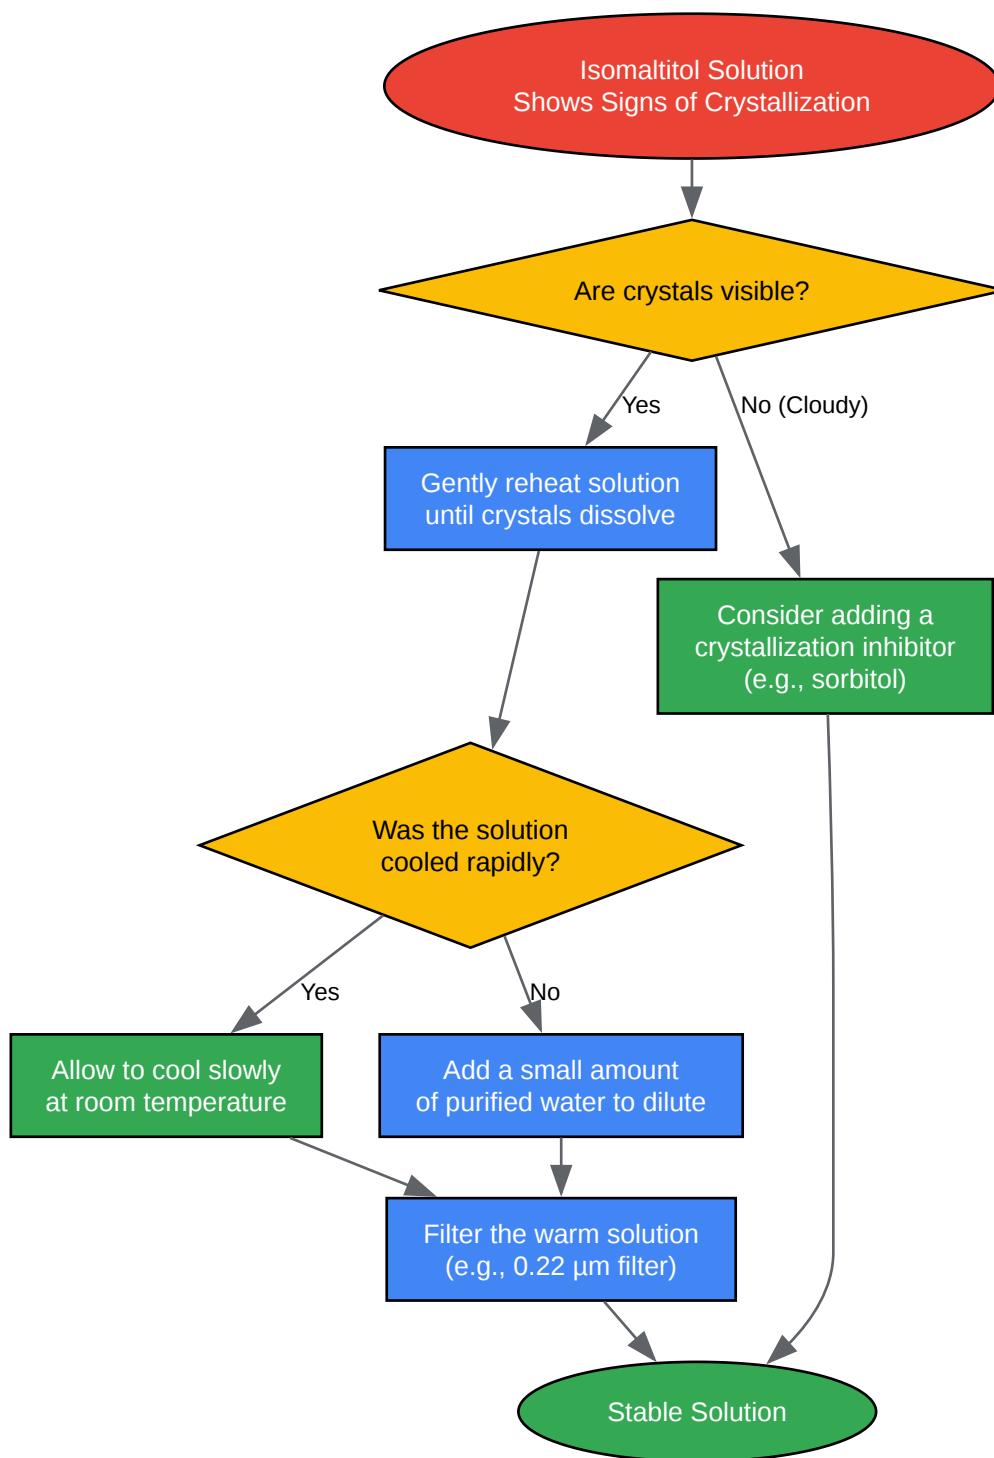 Isomaltitol Solution
Shows Signs of Crystallization
Are crystals visible?
Yes
No (Cloudy)
Gently reheat solution
until crystals dissolve
Consider adding a
crystallization inhibitor
(e.g., sorbitol)
Was the solution
cooled rapidly?
Yes
No
Allow to cool slowly
at room temperature
Add a small amount
of purified water to dilute
Filter the warm solution
(e.g., 0.22 µm filter)
Stable Solution